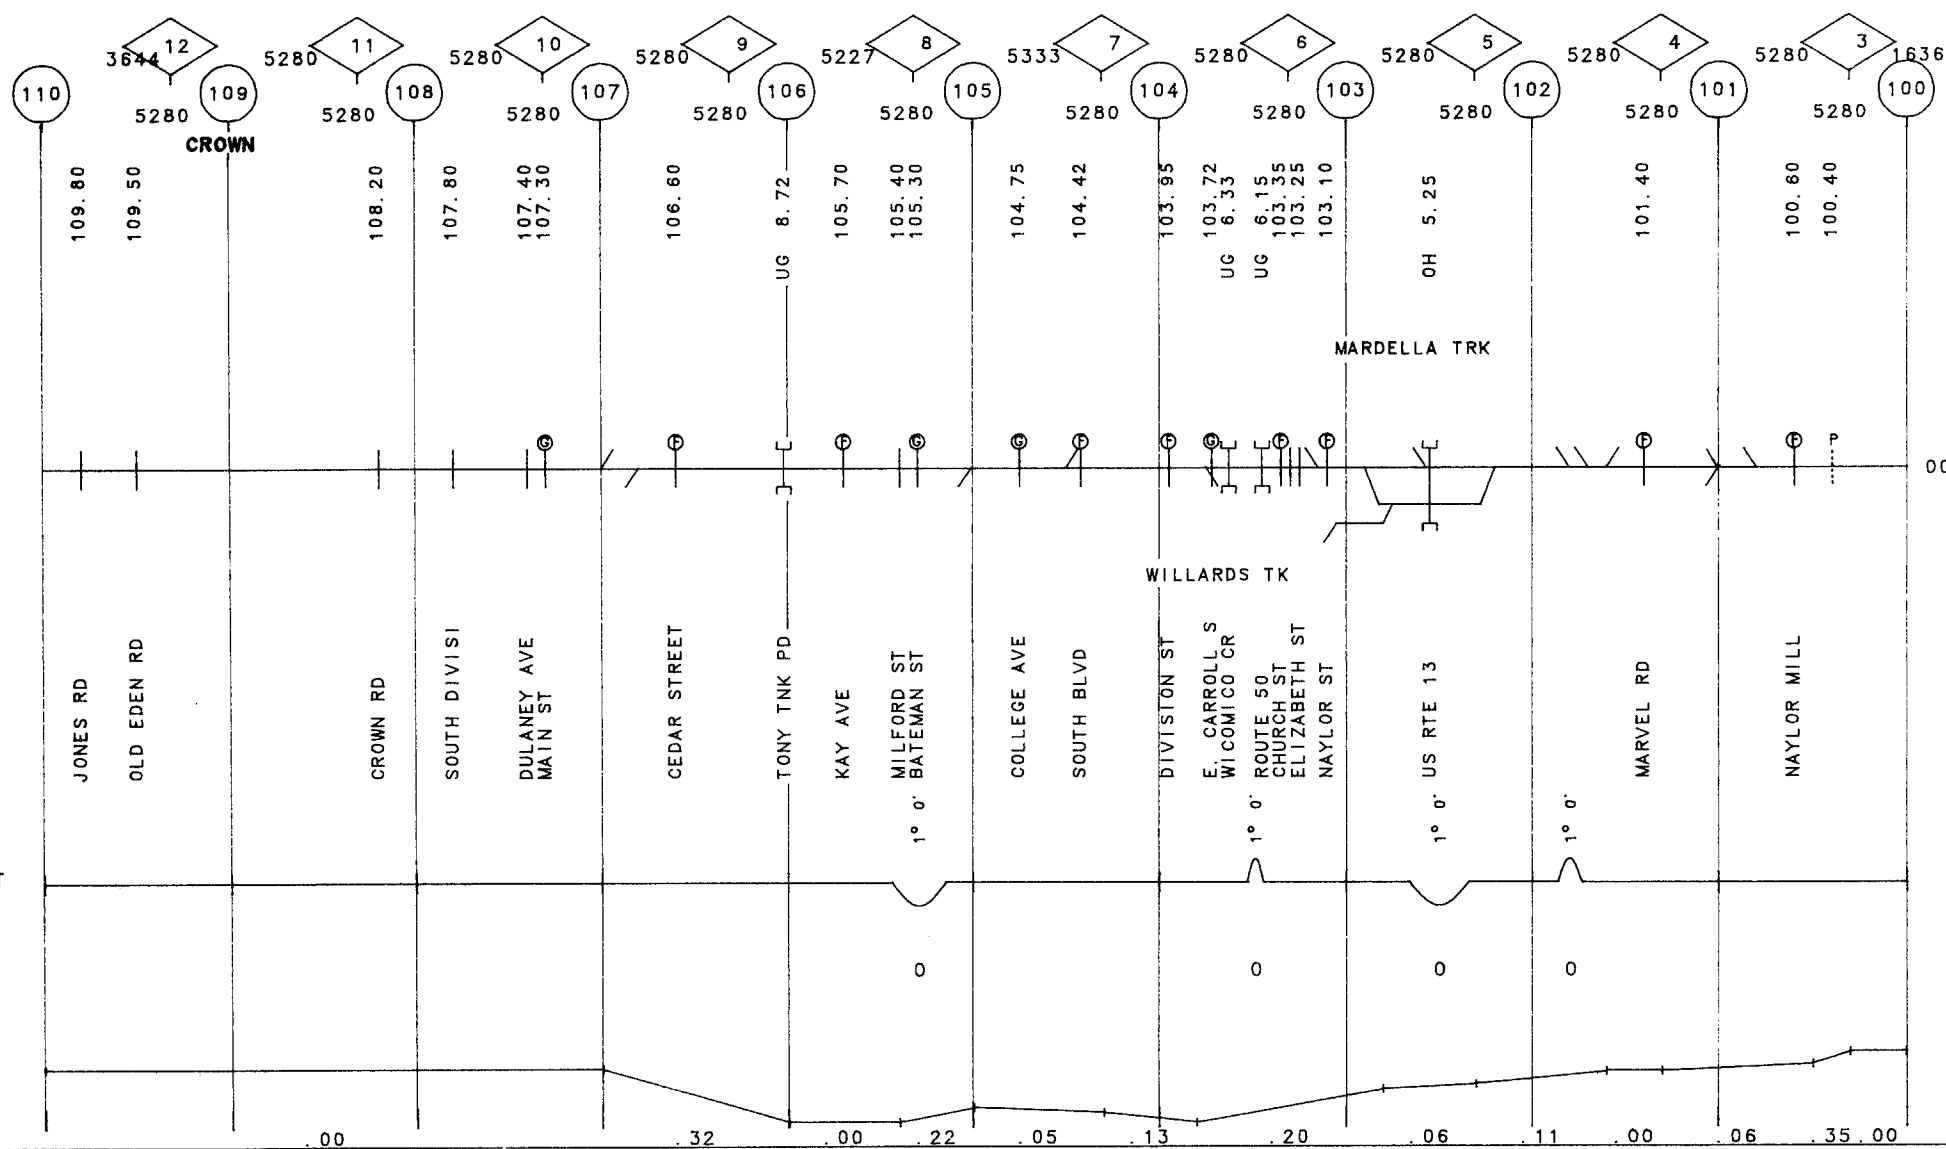 12 11 10 9 8 7 6 5 4 3
3644 5280 5280 5280 5227 5333 5280 5280 5280 5280 1636
110 109 108 107 106 105 104 103 102 101 100
5280 5280 5280 5280 5280 5280 5280 5280 5280 5280
CROWN
109.80
109.50
108.20
107.80
107.40
107.30
106.60
UG 8.72
105.70
105.40
105.30
104.75
104.42
103.95
103.72
UG 6.33
UG 6.15
103.35
103.25
103.10
OH 5.25
101.40
100.60
100.40
MARDELLA TRK
G F F G G F F G F F F F P
00
WILLARDS TK
JONES RD
OLD EDEN RD
CROWN RD
SOUTH DIVISI
DULANEY AVE
MAIN ST
CEDAR STREET
TONY TNK PD
KAY AVE
MILFORD ST
BATEMAN ST
COLLEGE AVE
SOUTH BLVD
DIVISION ST
E. CARROLL S
WICOMICO CR
ROUTE 50
CHURCH ST
ELIZABETH ST
NAYLOR ST
US RTE 13
MARVEL RD
NAYLOR MILL
1° 0' 1° 0' 1° 0' 1° 0'
0 0 0 0
.00 .32 .00 .22 .05 .13 .20 .06 .11 .00 .06 .35 .00